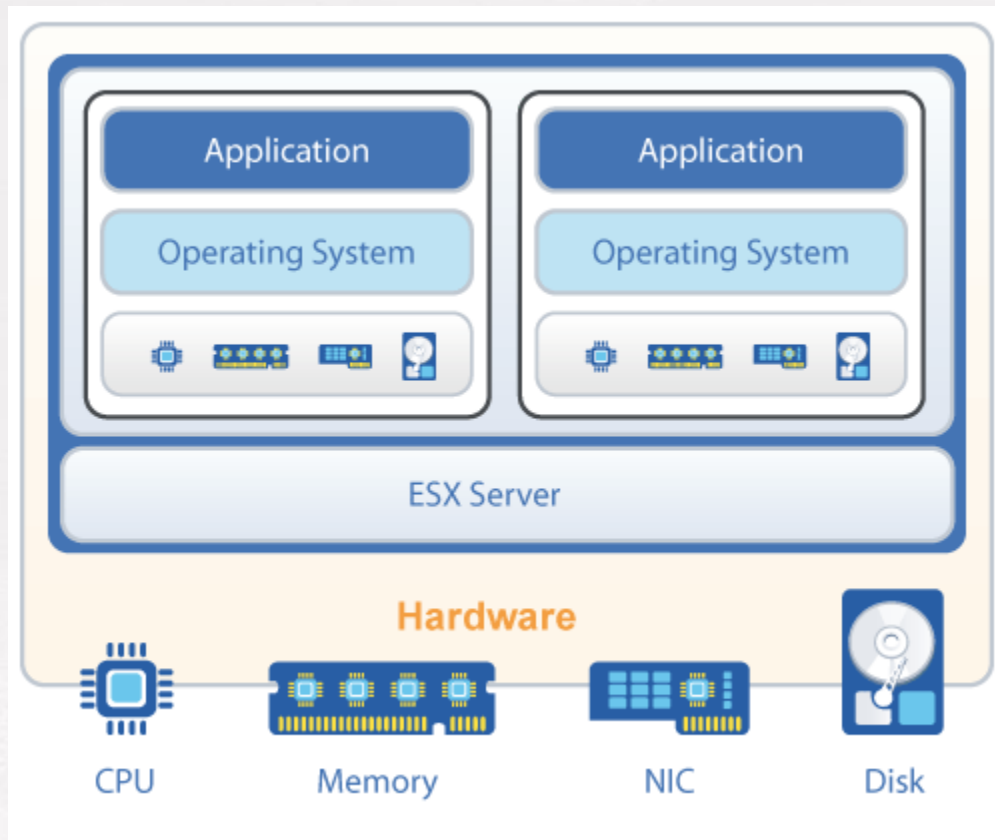 Application
Application
Operating System
Operating System
ESX Server
Hardware
CPU
Memory
NIC
Disk